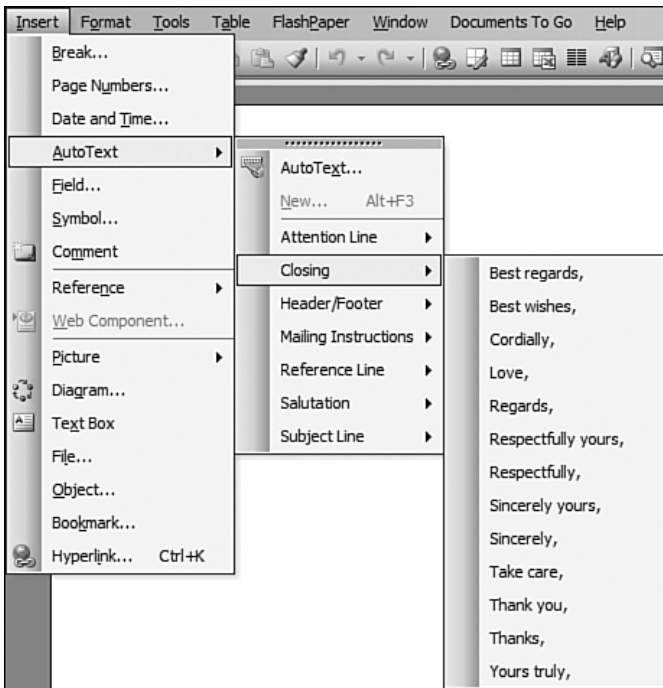 Insert Format Tools Table FlashPaper Window Documents To Go Help
Break...
Page Numbers...
Date and Time...
AutoText
Field...
Symbol...
Comment
Reference
Web Component...
Picture
Diagram...
Text Box
File...
Object...
Bookmark...
Hyperlink... Ctrl+K
AutoText...
New... Alt+F3
Attention Line
Closing
Header/Footer
Mailing Instructions
Reference Line
Salutation
Subject Line
Best regards,
Best wishes,
Cordially,
Love,
Regards,
Respectfully yours,
Respectfully,
Sincerely yours,
Sincerely,
Take care,
Thank you,
Thanks,
Yours truly,